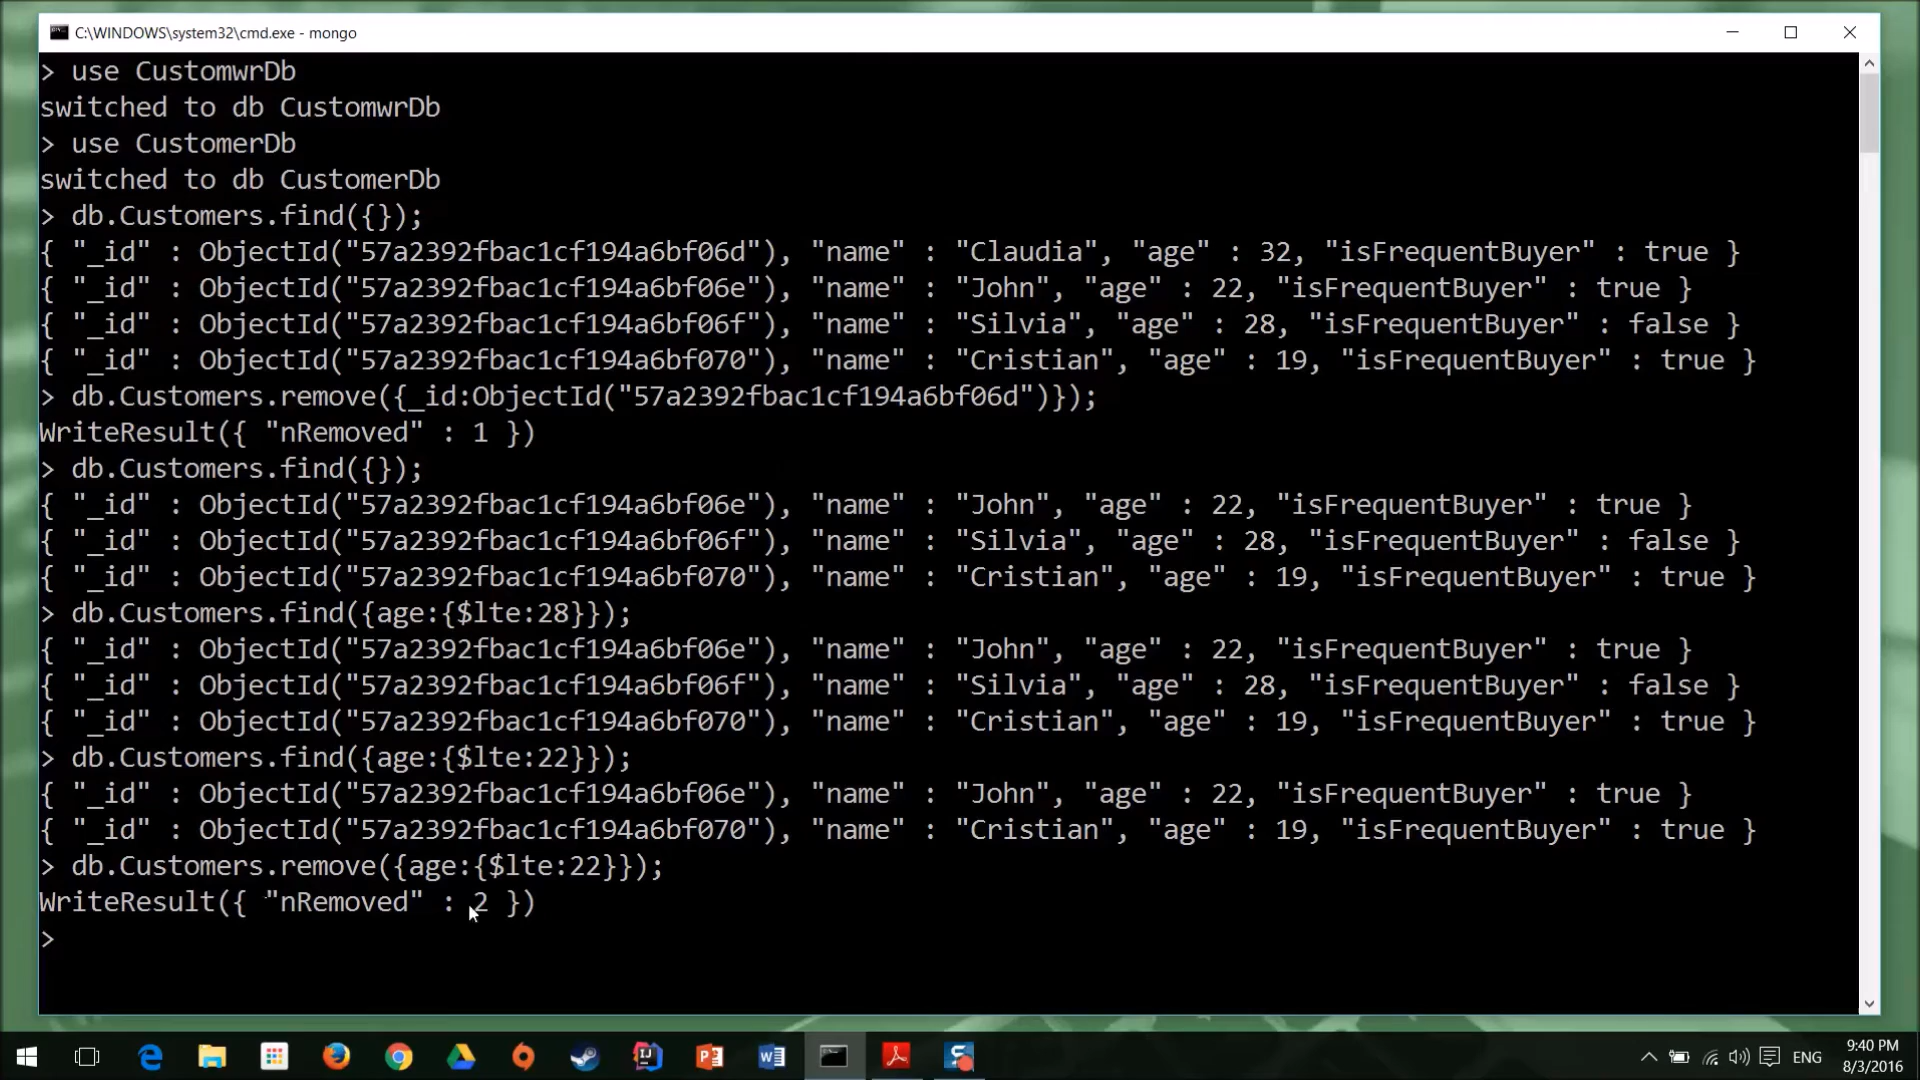 C:\WINDOWS\system32\cmd.exe - mongo
> use CustomwrDb
switched to db CustomwrDb
> use CustomerDb
switched to db CustomerDb
> db.Customers.find({});
{ "_id" : ObjectId("57a2392fbac1cf194a6bf06d"), "name" : "Claudia", "age" : 32, "isFrequentBuyer" : true }
{ "_id" : ObjectId("57a2392fbac1cf194a6bf06e"), "name" : "John", "age" : 22, "isFrequentBuyer" : true }
{ "_id" : ObjectId("57a2392fbac1cf194a6bf06f"), "name" : "Silvia", "age" : 28, "isFrequentBuyer" : false }
{ "_id" : ObjectId("57a2392fbac1cf194a6bf070"), "name" : "Cristian", "age" : 19, "isFrequentBuyer" : true }
> db.Customers.remove({_id:ObjectId("57a2392fbac1cf194a6bf06d")});
WriteResult({ "nRemoved" : 1 })
> db.Customers.find({});
{ "_id" : ObjectId("57a2392fbac1cf194a6bf06e"), "name" : "John", "age" : 22, "isFrequentBuyer" : true }
{ "_id" : ObjectId("57a2392fbac1cf194a6bf06f"), "name" : "Silvia", "age" : 28, "isFrequentBuyer" : false }
{ "_id" : ObjectId("57a2392fbac1cf194a6bf070"), "name" : "Cristian", "age" : 19, "isFrequentBuyer" : true }
> db.Customers.find({age:{$lte:28}});
{ "_id" : ObjectId("57a2392fbac1cf194a6bf06e"), "name" : "John", "age" : 22, "isFrequentBuyer" : true }
{ "_id" : ObjectId("57a2392fbac1cf194a6bf06f"), "name" : "Silvia", "age" : 28, "isFrequentBuyer" : false }
{ "_id" : ObjectId("57a2392fbac1cf194a6bf070"), "name" : "Cristian", "age" : 19, "isFrequentBuyer" : true }
> db.Customers.find({age:{$lte:22}});
{ "_id" : ObjectId("57a2392fbac1cf194a6bf06e"), "name" : "John", "age" : 22, "isFrequentBuyer" : true }
{ "_id" : ObjectId("57a2392fbac1cf194a6bf070"), "name" : "Cristian", "age" : 19, "isFrequentBuyer" : true }
> db.Customers.remove({age:{$lte:22}});
WriteResult({ "nRemoved" : 2 })
>
ENG
9:40 PM
8/3/2016